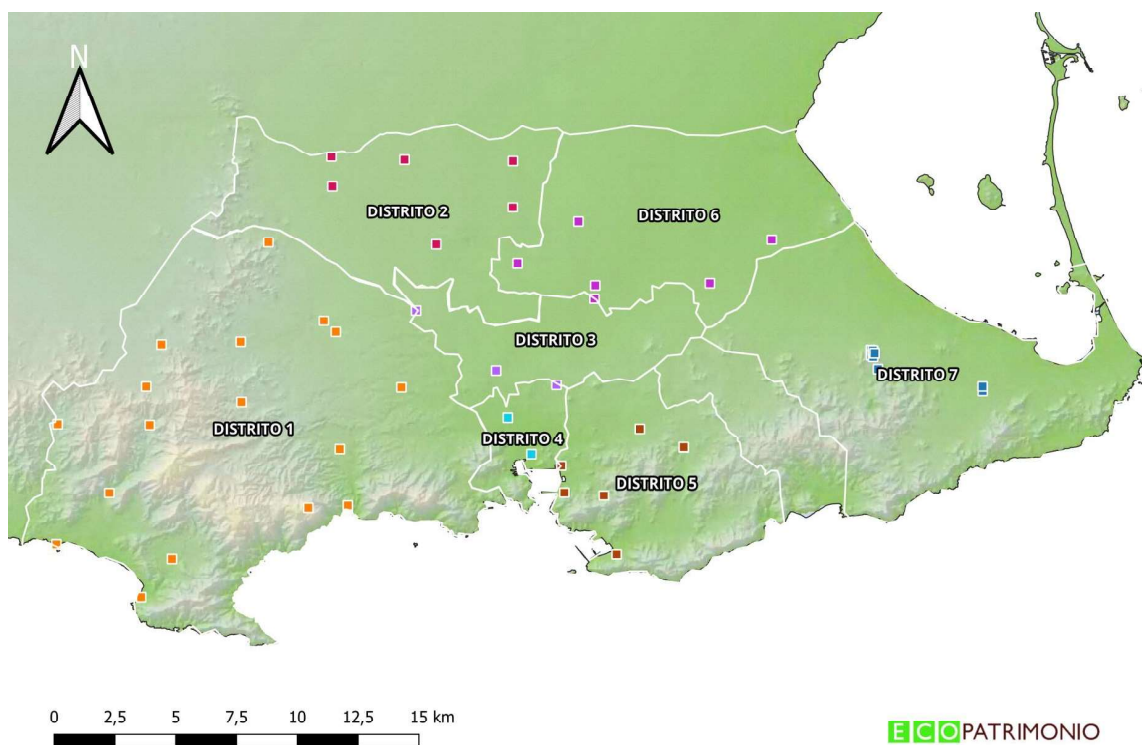 N
DISTRITO 2
DISTRITO 6
DISTRITO 3
DISTRITO 7
DISTRITO 1
DISTRITO 4
DISTRITO 5
0 2,5 5 7,5 10 12,5 15 km
ECOPATRIMONIO